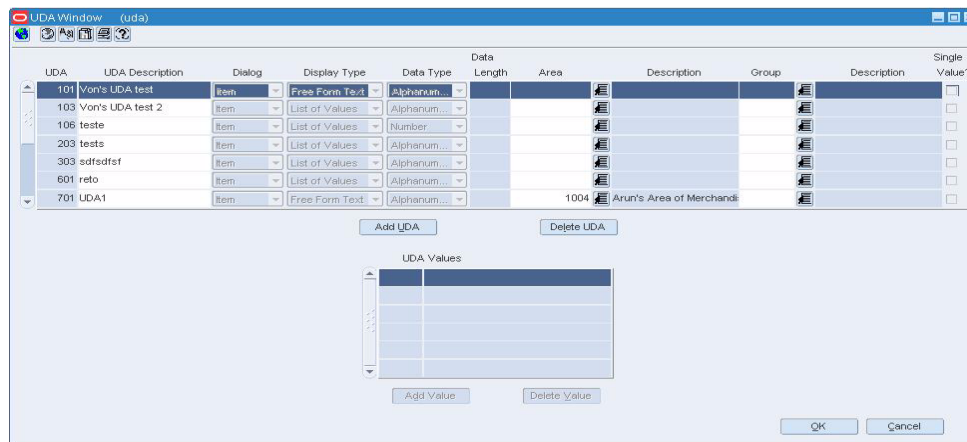 UDA Window (uda)
Data Single
UDA UDA Description Dialog Display Type Data Type Length Area Description Group Description Value?
101 Von's UDA test Item Free Form Text Alphanum...
103 Von's UDA test 2 Item List of Values Alphanum...
106 teste Item List of Values Number
203 tests Item List of Values Alphanum...
303 sdfsdfsf Item List of Values Alphanum...
601 reto Item List of Values Alphanum...
701 UDA1 Item Free Form Text Alphanum... 1004 Arun's Area of Merchandi
Add UDA Delete UDA
UDA Values
Add Value Delete Value
OK Cancel